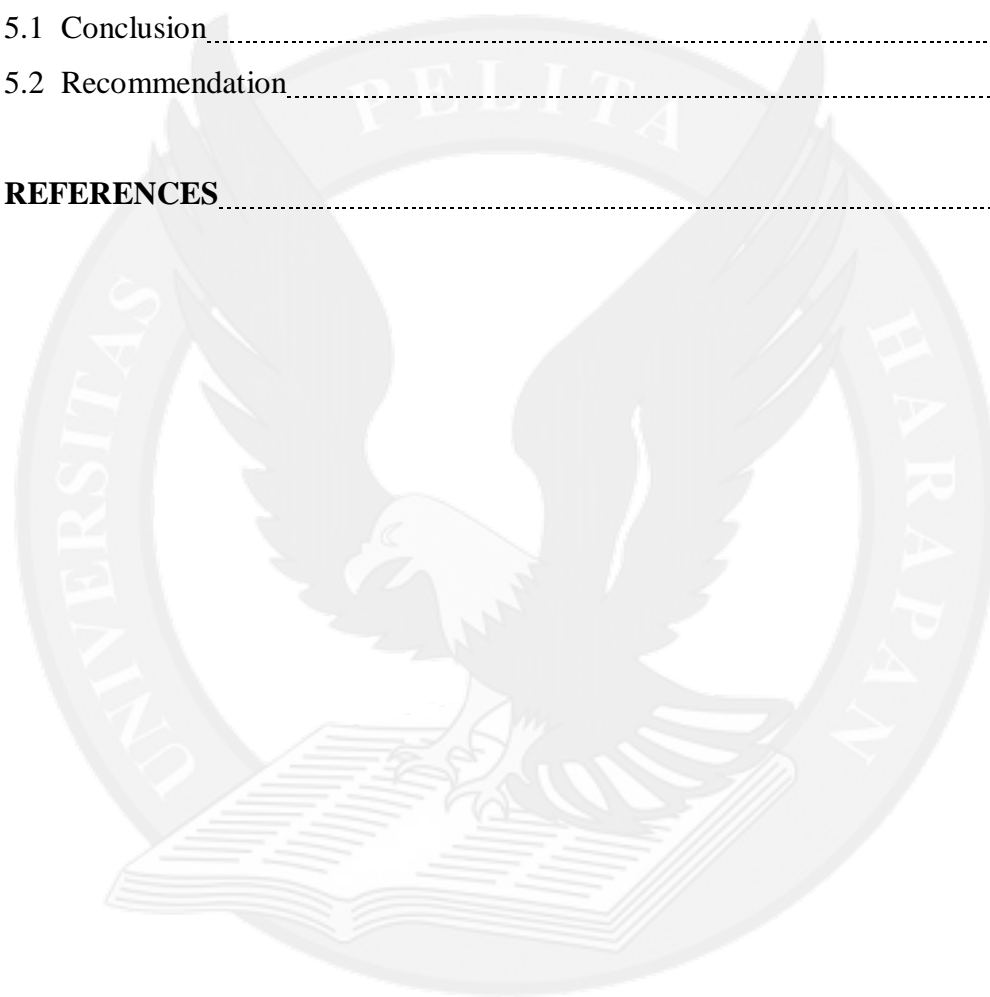 5.1 Conclusion
5.2 Recommendation
REFERENCES
UNIVERSITAS PELITA HARAPAN